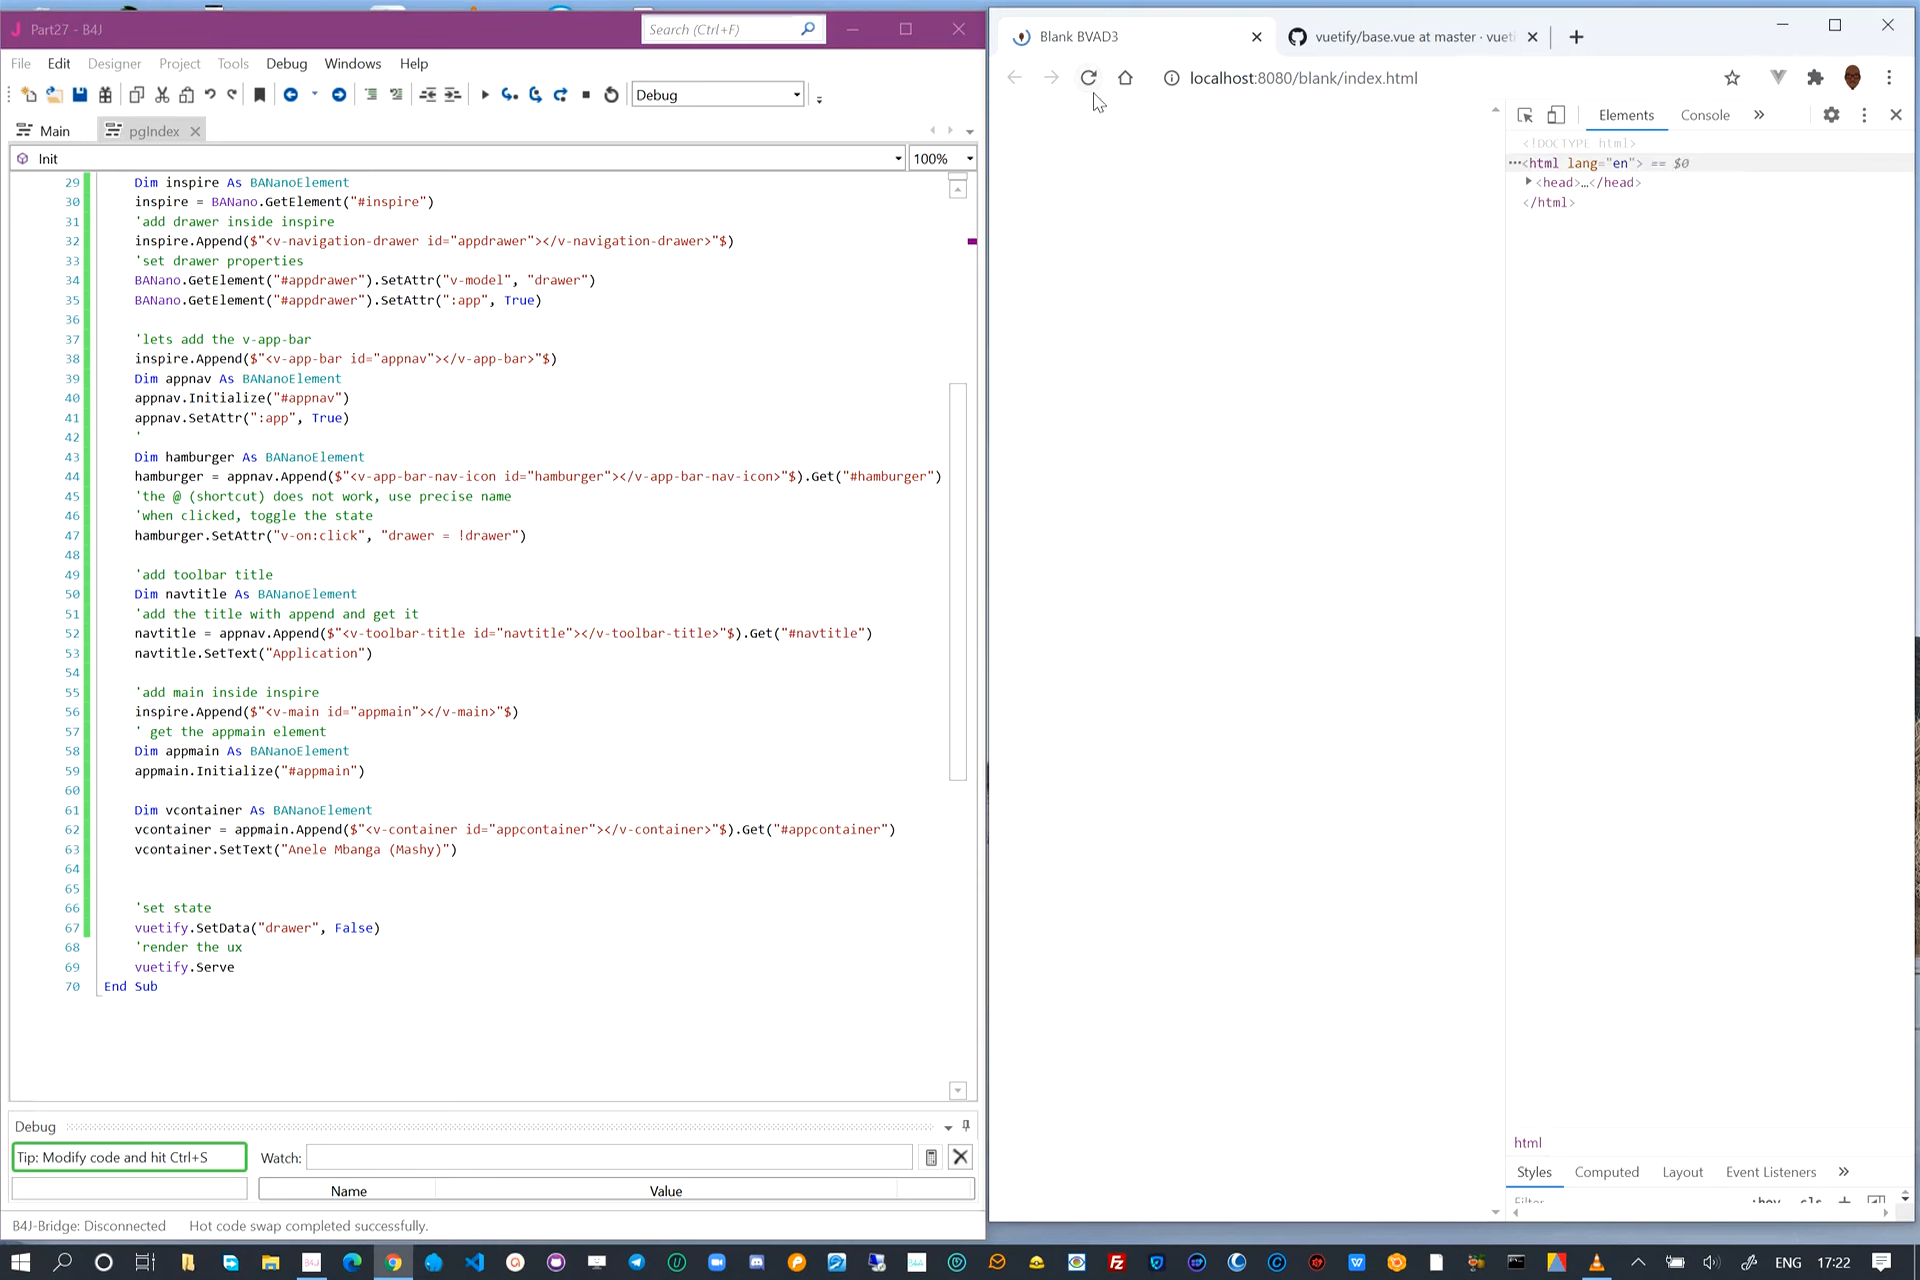 Part27 - B4J
Search (Ctrl+F)
File Edit Designer Project Tools Debug Windows Help
Debug
Main
pgIndex
Init
100%
29 Dim inspire As BANanoElement
30 inspire = BANano.GetElement("#inspire")
31 'add drawer inside inspire
32 inspire.Append($"<v-navigation-drawer id="appdrawer"></v-navigation-drawer>"$)
33 'set drawer properties
34 BANano.GetElement("#appdrawer").SetAttr("v-model", "drawer")
35 BANano.GetElement("#appdrawer").SetAttr(":app", True)
36
37 'lets add the v-app-bar
38 inspire.Append($"<v-app-bar id="appnav"></v-app-bar>"$)
39 Dim appnav As BANanoElement
40 appnav.Initialize("#appnav")
41 appnav.SetAttr(":app", True)
42 '
43 Dim hamburger As BANanoElement
44 hamburger = appnav.Append($"<v-app-bar-nav-icon id="hamburger"></v-app-bar-nav-icon>"$).Get("#hamburger")
45 'the @ (shortcut) does not work, use precise name
46 'when clicked, toggle the state
47 hamburger.SetAttr("v-on:click", "drawer = !drawer")
48
49 'add toolbar title
50 Dim navtitle As BANanoElement
51 'add the title with append and get it
52 navtitle = appnav.Append($"<v-toolbar-title id="navtitle"></v-toolbar-title>"$).Get("#navtitle")
53 navtitle.SetText("Application")
54
55 'add main inside inspire
56 inspire.Append($"<v-main id="appmain"></v-main>"$)
57 ' get the appmain element
58 Dim appmain As BANanoElement
59 appmain.Initialize("#appmain")
60
61 Dim vcontainer As BANanoElement
62 vcontainer = appmain.Append($"<v-container id="appcontainer"></v-container>"$).Get("#appcontainer")
63 vcontainer.SetText("Anele Mbanga (Mashy)")
64
65
66 'set state
67 vuetify.SetData("drawer", False)
68 'render the ux
69 vuetify.Serve
70 End Sub
Debug
Tip: Modify code and hit Ctrl+S
Watch:
Name Value
B4J-Bridge: Disconnected Hot code swap completed successfully.
Blank BVAD3
vuetify/base.vue at master · vueti
localhost:8080/blank/index.html
Elements Console
<!DOCTYPE html>
<html lang="en"> == $0
<head>…</head>
</html>
html
Styles Computed Layout Event Listeners
Filter :hov .cls
ENG 17:22